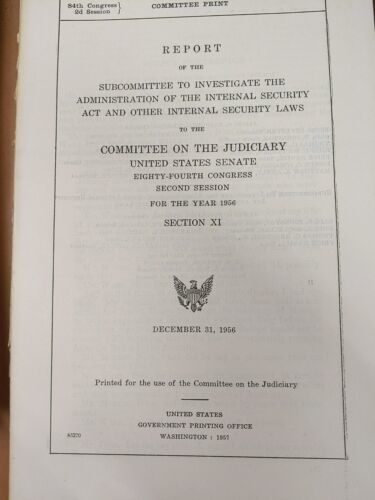 84th Congress
2d Session
COMMITTEE PRINT
REPORT
OF THE
SUBCOMMITTEE TO INVESTIGATE THE
ADMINISTRATION OF THE INTERNAL SECURITY
ACT AND OTHER INTERNAL SECURITY LAWS
TO THE
COMMITTEE ON THE JUDICIARY
UNITED STATES SENATE
EIGHTY-FOURTH CONGRESS
SECOND SESSION
FOR THE YEAR 1956
SECTION XI
DECEMBER 31, 1956
Printed for the use of the Committee on the Judiciary
UNITED STATES
GOVERNMENT PRINTING OFFICE
WASHINGTON : 1957